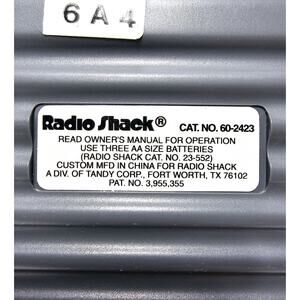 6A4
Radio Shack® CAT. NO. 60-2423
READ OWNER'S MANUAL FOR OPERATION
USE THREE AA SIZE BATTERIES
(RADIO SHACK CAT. NO. 23-552)
CUSTOM MFD IN CHINA FOR RADIO SHACK
A DIV. OF TANDY CORP., FORT WORTH, TX 76102
PAT. NO. 3,955,355